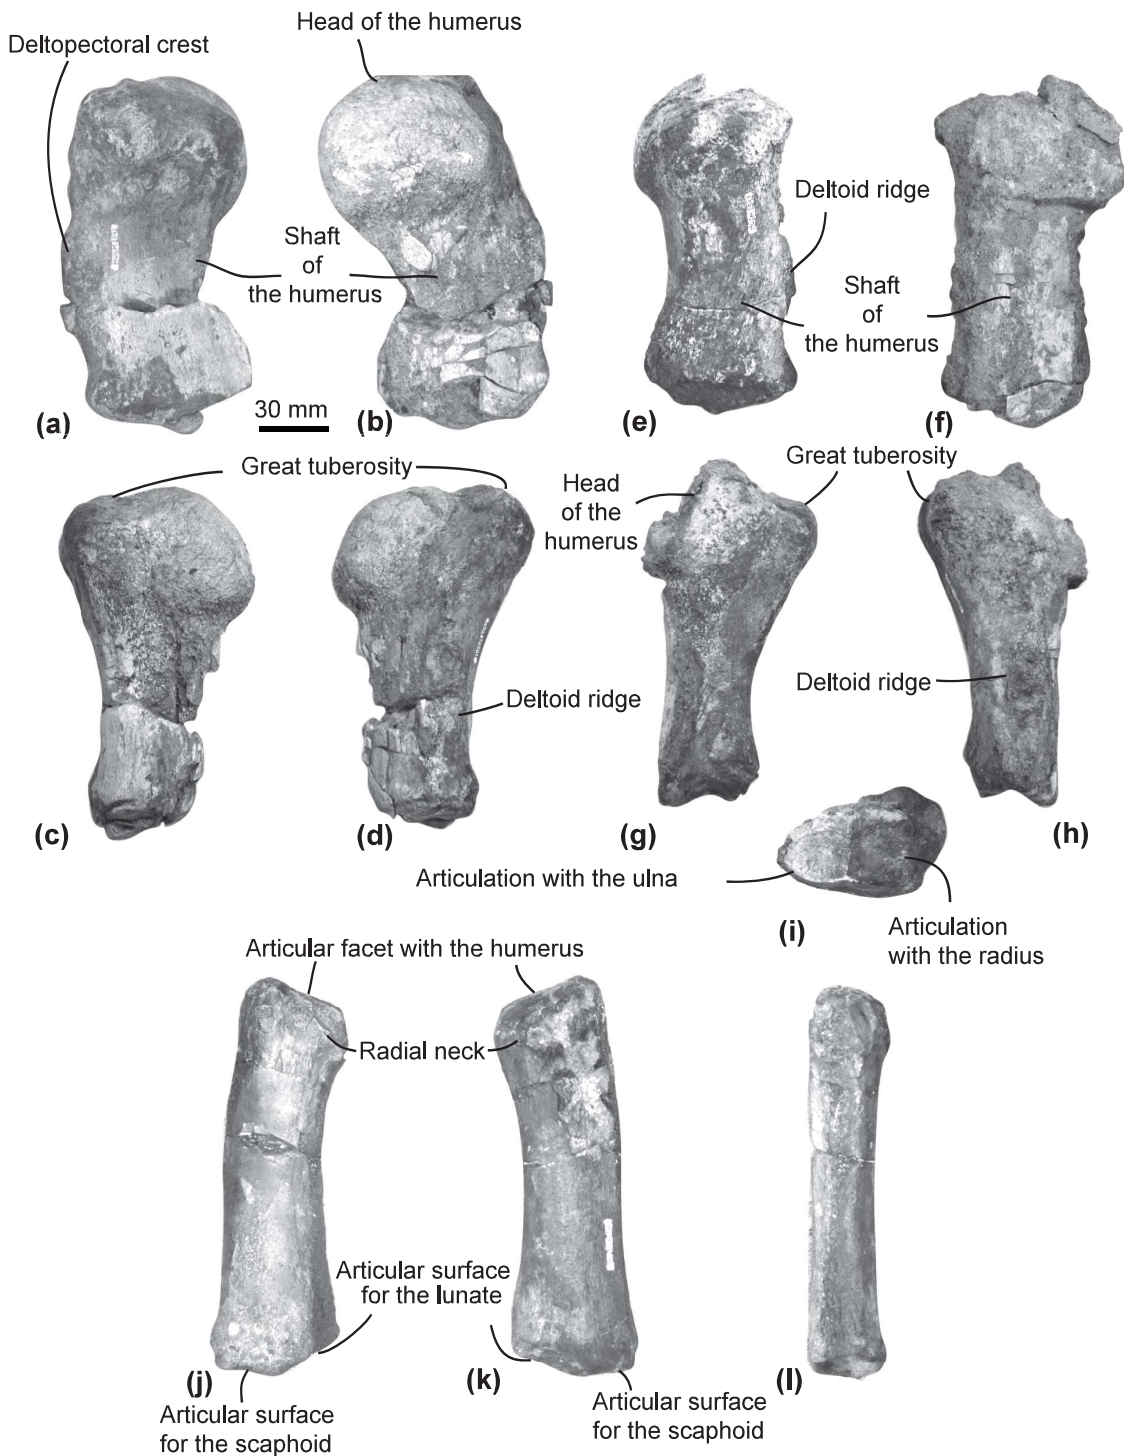 Head of the humerus
Deltopectoral crest
Deltoid ridge
Shaft
of
the humerus
Shaft
of
the humerus
(a)
30 mm
(b)
(e)
(f)
Great tuberosity
Great tuberosity
Head
of the
humerus
Deltoid ridge
Deltoid ridge
(c)
(d)
(g)
(h)
Articulation with the ulna
(i)
Articulation
with the radius
Articular facet with the humerus
Radial neck
Articular surface
for the lunate
(j)
(k)
(l)
Articular surface
for the scaphoid
Articular surface
for the scaphoid